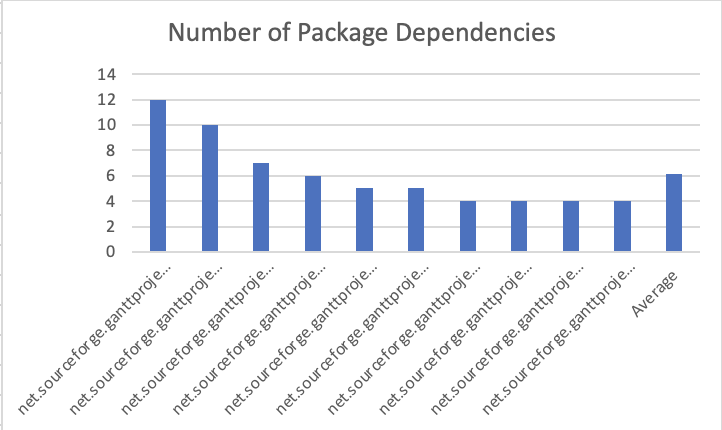 Number of Package Dependencies
14
12
10
8
6
4
2
0
net.sourceforge.ganttproje...
net.sourceforge.ganttproje...
net.sourceforge.ganttproje...
net.sourceforge.ganttproje...
net.sourceforge.ganttproje...
net.sourceforge.ganttproje...
net.sourceforge.ganttproje...
net.sourceforge.ganttproje...
net.sourceforge.ganttproje...
net.sourceforge.ganttproje...
Average